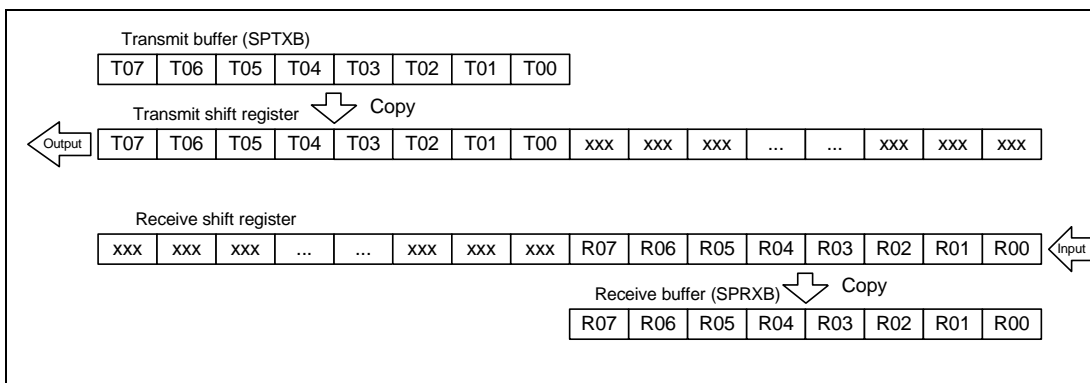 Transmit buffer (SPTXB)
T07 T06 T05 T04 T03 T02 T01 T00
Copy
Transmit shift register
Output T07 T06 T05 T04 T03 T02 T01 T00 xxx xxx xxx ... ... xxx xxx xxx
Receive shift register
xxx xxx xxx ... ... xxx xxx xxx R07 R06 R05 R04 R03 R02 R01 R00 Input
Copy
Receive buffer (SPRXB)
R07 R06 R05 R04 R03 R02 R01 R00